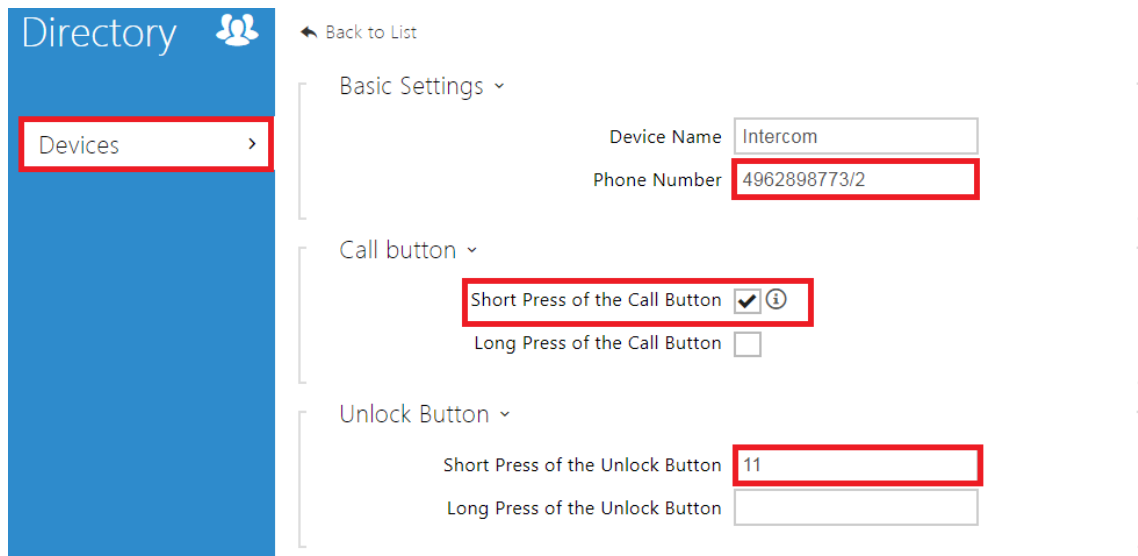 Directory
Devices
Back to List
Basic Settings
Device Name Intercom
Phone Number 4962898773/2
Call button
Short Press of the Call Button
Long Press of the Call Button
Unlock Button
Short Press of the Unlock Button 11
Long Press of the Unlock Button